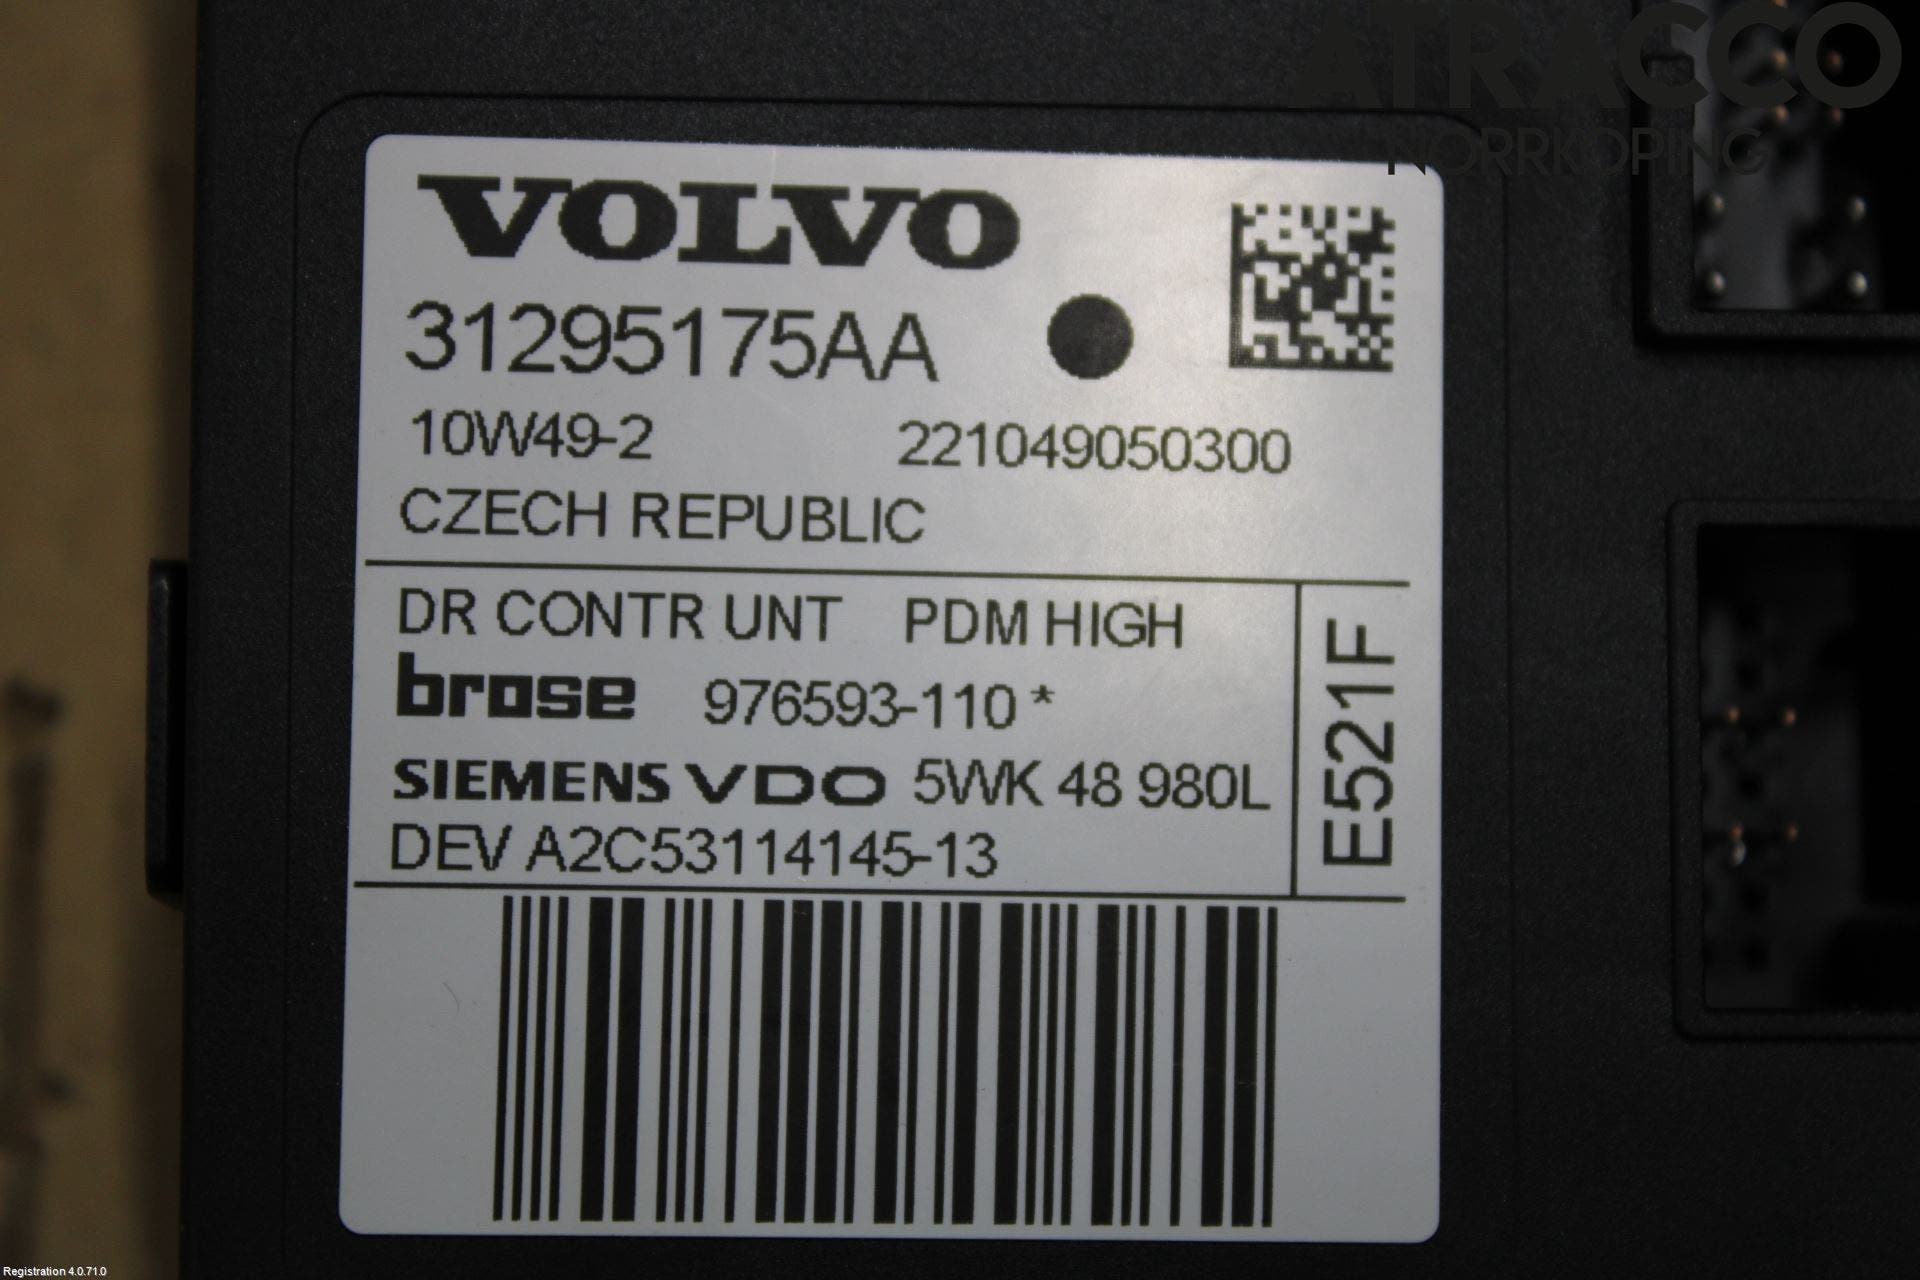 ATRACCO
NORRKÖPING
VOLVO
31295175AA
10W49-2 221049050300
CZECH REPUBLIC
DR CONTR UNT PDM HIGH
brose 976593-110 *
SIEMENS VDO 5WK 48 980L
DEV A2C53114145-13
E521F
Registration 4.0.71.0